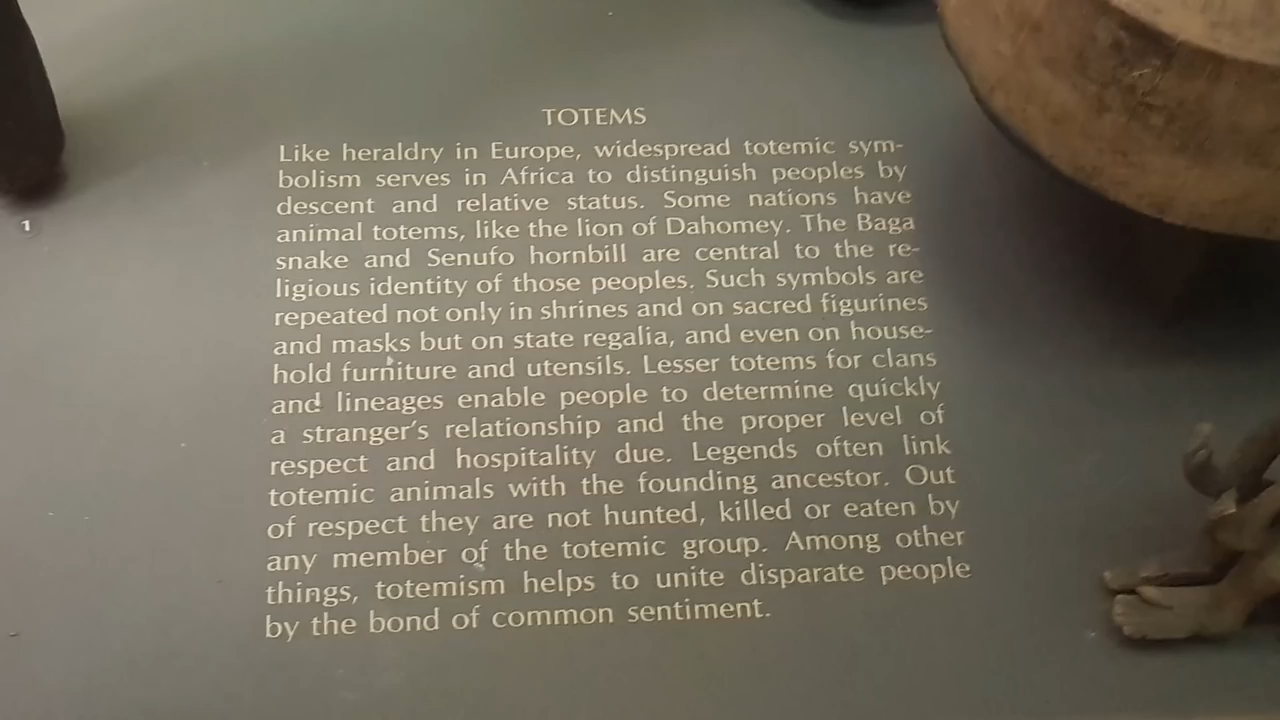 TOTEMS
Like heraldry in Europe, widespread totemic sym-
bolism serves in Africa to distinguish peoples by
descent and relative status. Some nations have
animal totems, like the lion of Dahomey. The Baga
snake and Senufo hornbill are central to the re-
ligious identity of those peoples. Such symbols are
repeated not only in shrines and on sacred figurines
and masks but on state regalia, and even on house-
hold furniture and utensils. Lesser totems for clans
and lineages enable people to determine quickly
a stranger's relationship and the proper level of
respect and hospitality due. Legends often link
totemic animals with the founding ancestor. Out
of respect they are not hunted, killed or eaten by
any member of the totemic group. Among other
things, totemism helps to unite disparate people
by the bond of common sentiment.
1